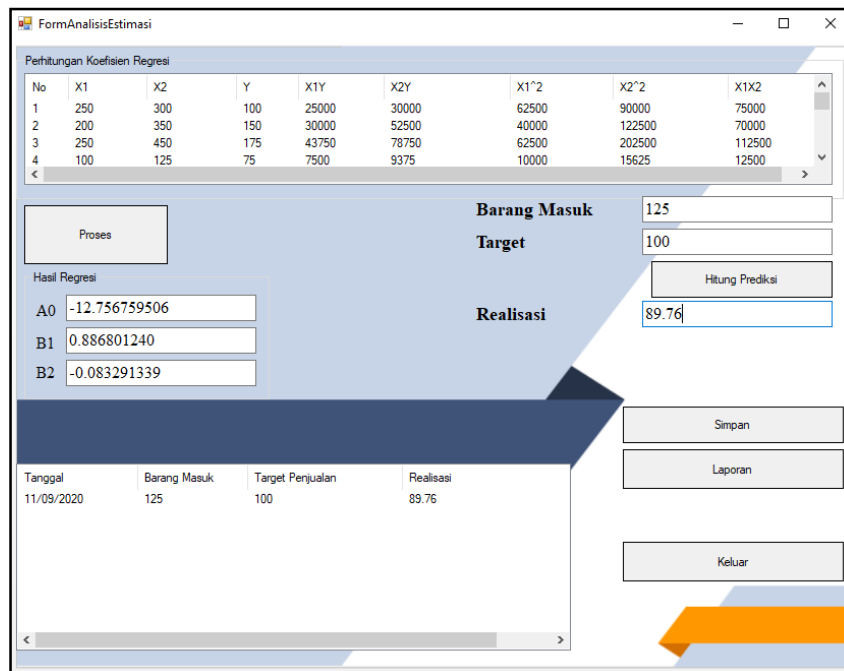 FormAnalisisEstimasi
Perhitungan Koefisien Regresi
No X1 X2 Y X1Y X2Y X1^2 X2^2 X1X2
1 250 300 100 25000 30000 62500 90000 75000
2 200 350 150 30000 52500 40000 122500 70000
3 250 450 175 43750 78750 62500 202500 112500
4 100 125 75 7500 9375 10000 15625 12500
Proses
Barang Masuk 125
Target 100
Hitung Prediksi
Hasil Regresi
Realisasi 89.76
A0 -12.756759506
B1 0.886801240
B2 -0.083291339
Simpan
Laporan
Tanggal Barang Masuk Target Penjualan Realisasi
11/09/2020 125 100 89.76
Keluar